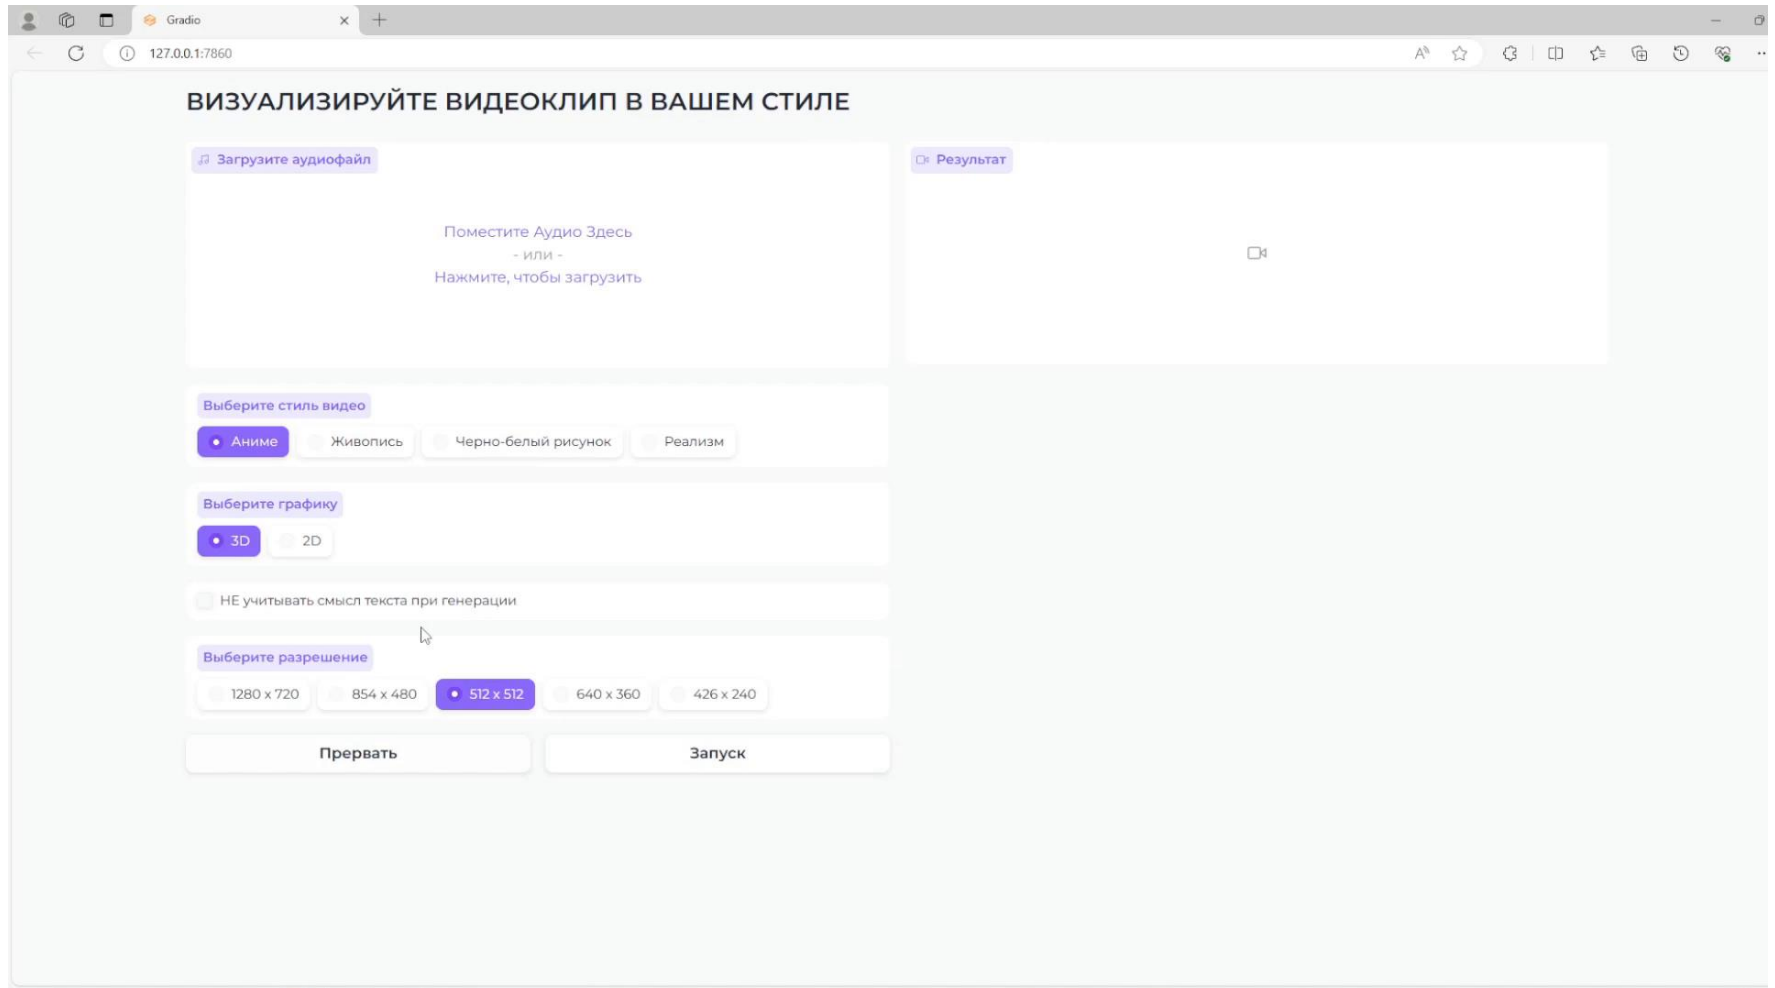 Gradio
127.0.0.1:7860
ВИЗУАЛИЗИРУЙТЕ ВИДЕОКЛИП В ВАШЕМ СТИЛЕ
Загрузите аудиофайл
Поместите Аудио Здесь
- или -
Нажмите, чтобы загрузить
Результат
Выберите стиль видео
Аниме Живопись Черно-белый рисунок Реализм
Выберите графику
3D 2D
НЕ учитывать смысл текста при генерации
Выберите разрешение
1280 x 720 854 x 480 512 x 512 640 x 360 426 x 240
Прервать Запуск